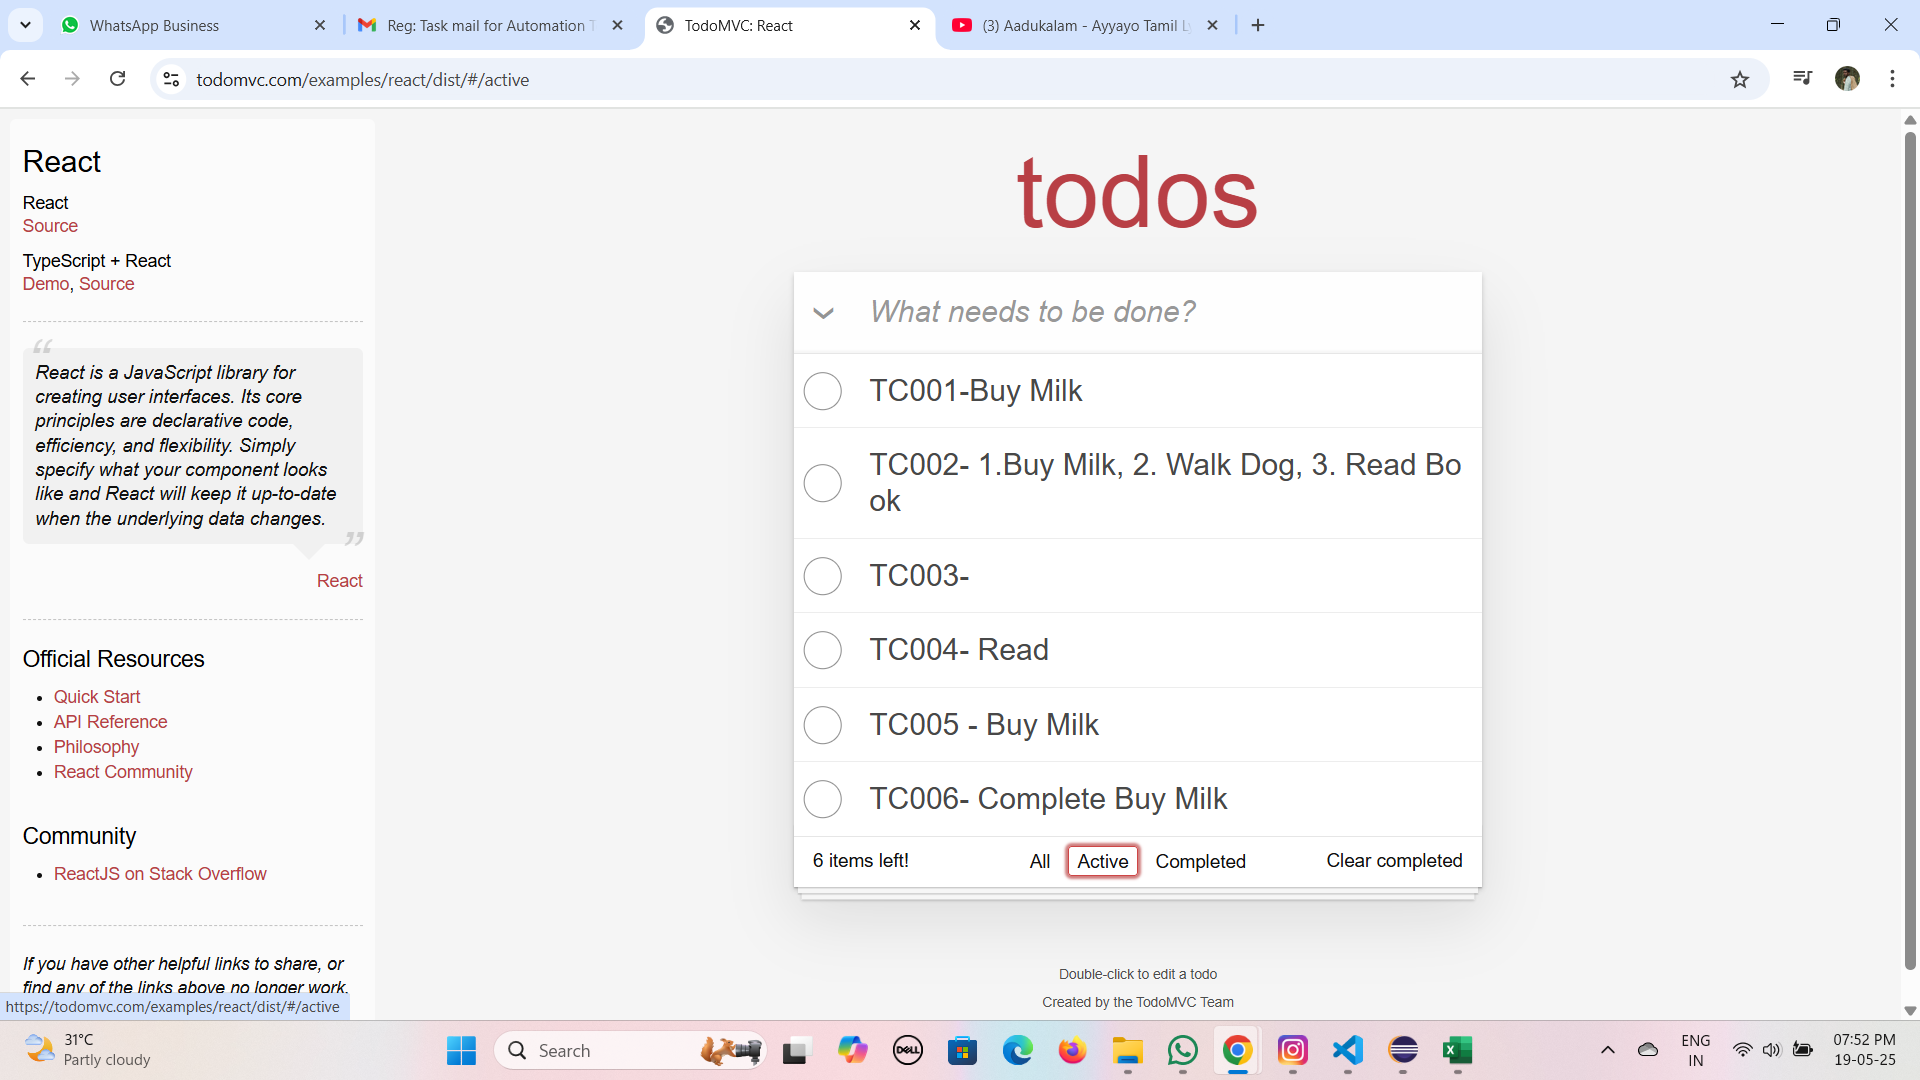 WhatsApp Business
Reg: Task mail for Automation
TodoMVC: React
(3) Aadukalam - Ayyayo Tamil
todomvc.com/examples/react/dist/#/active
React
React
Source
TypeScript + React
Demo, Source
“
React is a JavaScript library for
creating user interfaces. Its core
principles are declarative code,
efficiency, and flexibility. Simply
specify what your component looks
like and React will keep it up-to-date
when the underlying data changes.
”
React
Official Resources
• Quick Start
• API Reference
• Philosophy
• React Community
Community
• ReactJS on Stack Overflow
If you have other helpful links to share, or
find any of the links above no longer work,
https://todomvc.com/examples/react/dist/#/active
todos
What needs to be done?
TC001-Buy Milk
TC002- 1.Buy Milk, 2. Walk Dog, 3. Read Bo
ok
TC003-
TC004- Read
TC005 - Buy Milk
TC006- Complete Buy Milk
6 items left!
All
Active
Completed
Clear completed
Double-click to edit a todo
Created by the TodoMVC Team
31°C
Partly cloudy
Search
DELL
ENG
IN
07:52 PM
19-05-25